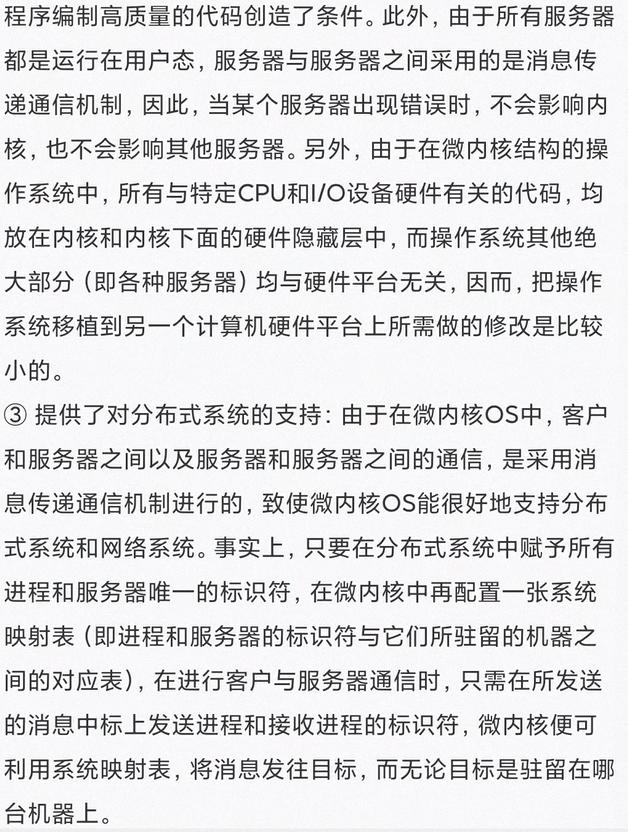 程序编制高质量的代码创造了条件。此外，由于所有服务器
都是运行在用户态，服务器与服务器之间采用的是消息传
递通信机制，因此，当某个服务器出现错误时，不会影响内
核，也不会影响其他服务器。另外，由于在微内核结构的操
作系统中，所有与特定CPU和I/O设备硬件有关的代码，均
放在内核和内核下面的硬件隐藏层中，而操作系统其他绝
大部分（即各种服务器）均与硬件平台无关，因而，把操作
系统移植到另一个计算机硬件平台上所需做的修改是比较
小的。
③ 提供了对分布式系统的支持：由于在微内核OS中，客户
和服务器之间以及服务器和服务器之间的通信，是采用消
息传递通信机制进行的，致使微内核OS能很好地支持分布
式系统和网络系统。事实上，只要在分布式系统中赋予所有
进程和服务器唯一的标识符，在微内核中再配置一张系统
映射表（即进程和服务器的标识符与它们所驻留的机器之
间的对应表），在进行客户与服务器通信时，只需在所发送
的消息中标上发送进程和接收进程的标识符，微内核便可
利用系统映射表，将消息发往目标，而无论目标是驻留在哪
台机器上。